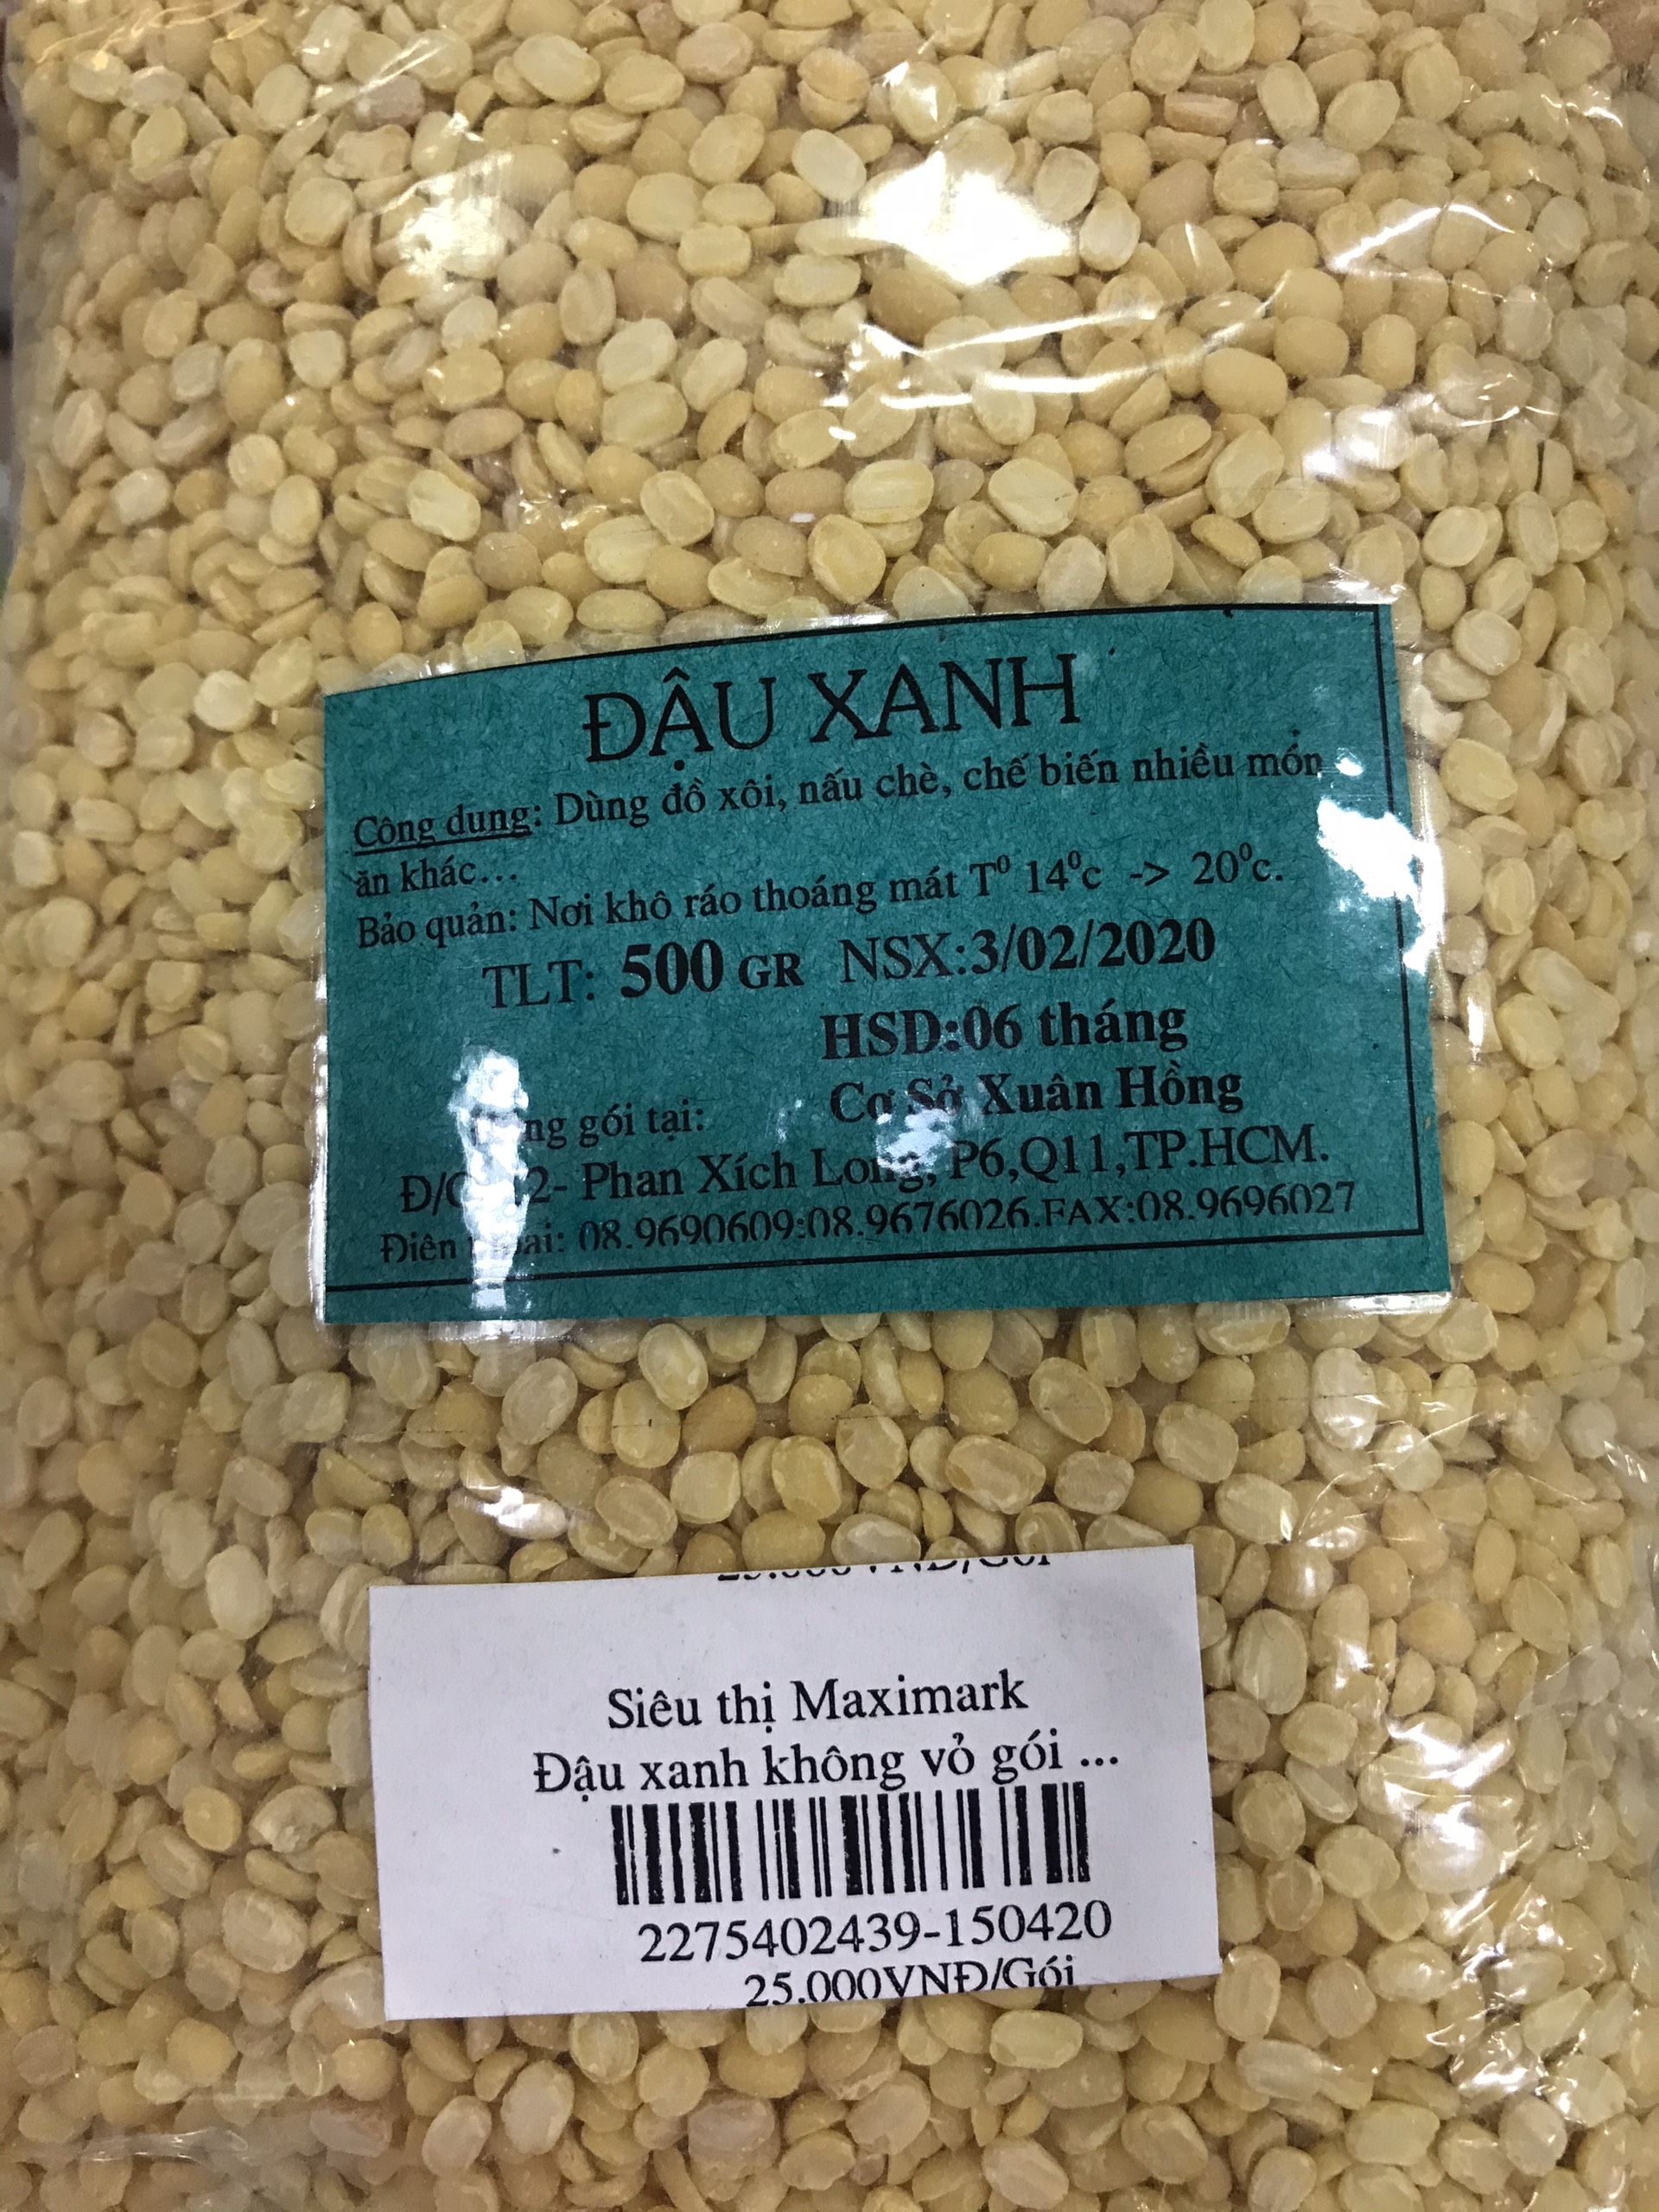 ĐẬU XANH
Công dung: Dùng đồ xôi, nấu chè, chế biến nhiều món
ăn khác...
Bảo quản: Nơi khô ráo thoáng mát T⁰ 14⁰c -> 20⁰c.
TLT: 500 GR NSX:3/02/2020
HSD:06 tháng
gói tại: Cơ Sở Xuân Hồng
Phan Xích Long, P6,Q11,TP.HCM.
08.9690609:08.9676026.FAX:08.9696027
Siêu thị Maximark
Đậu xanh không vỏ gói ...
2275402439-150420
25.000VNĐ/Gói